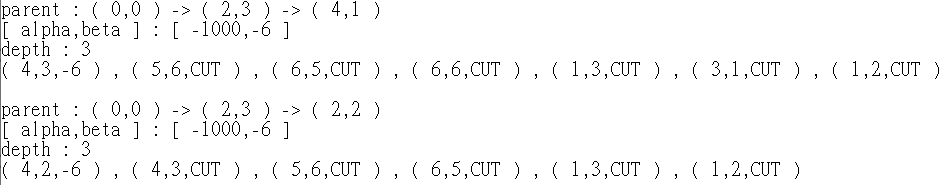 parent : ( 0,0 ) -> ( 2,3 ) -> ( 4,1 )
[ alpha,beta ] : [ -1000,-6 ]
depth : 3
( 4,3,-6 ) , ( 5,6,CUT ) , ( 6,5,CUT ) , ( 6,6,CUT ) , ( 1,3,CUT ) , ( 3,1,CUT ) , ( 1,2,CUT )
parent : ( 0,0 ) -> ( 2,3 ) -> ( 2,2 )
[ alpha,beta ] : [ -1000,-6 ]
depth : 3
( 4,2,-6 ) , ( 4,3,CUT ) , ( 5,6,CUT ) , ( 6,5,CUT ) , ( 1,3,CUT ) , ( 1,2,CUT )